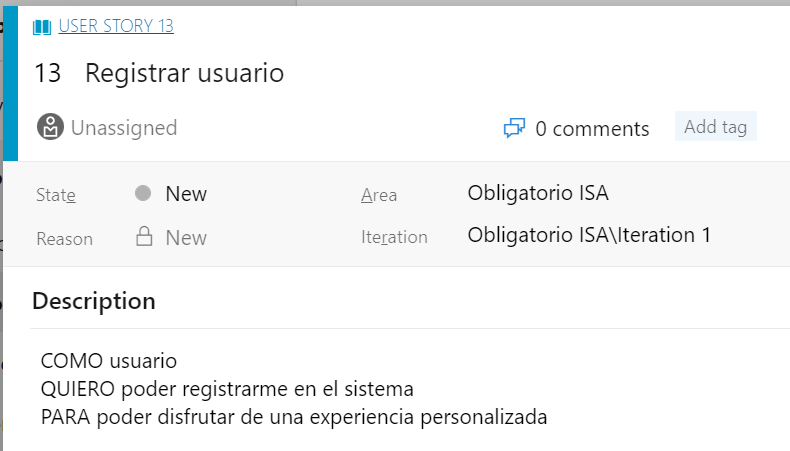 USER STORY 13
13 Registrar usuario
Unassigned
0 comments
Add tag
State New
Area Obligatorio ISA
Reason New
Iteration Obligatorio ISA\Iteration 1
Description
COMO usuario
QUIERO poder registrarme en el sistema
PARA poder disfrutar de una experiencia personalizada